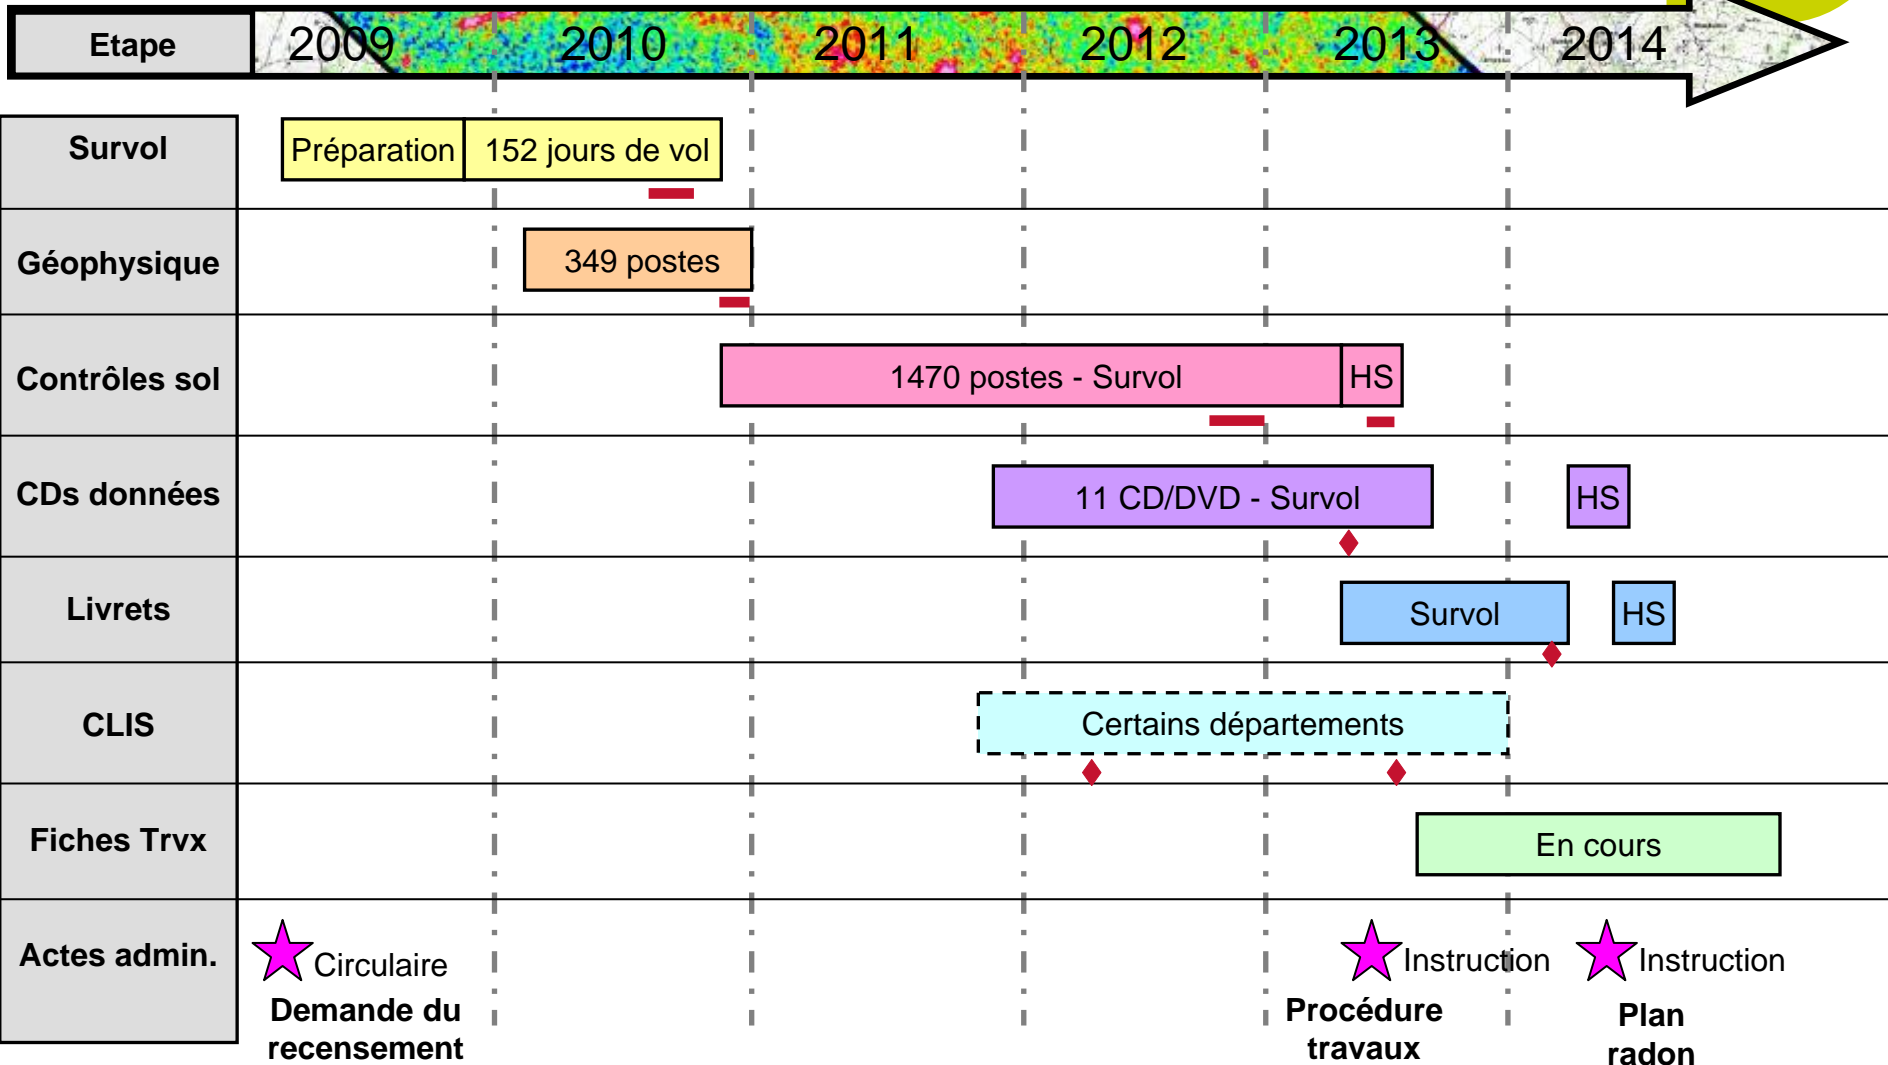 Etape 2009 2010 2011 2012 2013 2014
Survol Préparation 152 jours de vol
Géophysique 349 postes
Contrôles sol 1470 postes - Survol HS
CDs données 11 CD/DVD - Survol HS
Livrets Survol HS
CLIS Certains départements
Fiches Trvx En cours
Actes admin. Circulaire Instruction Instruction
Demande du Procédure Plan
recensement travaux radon